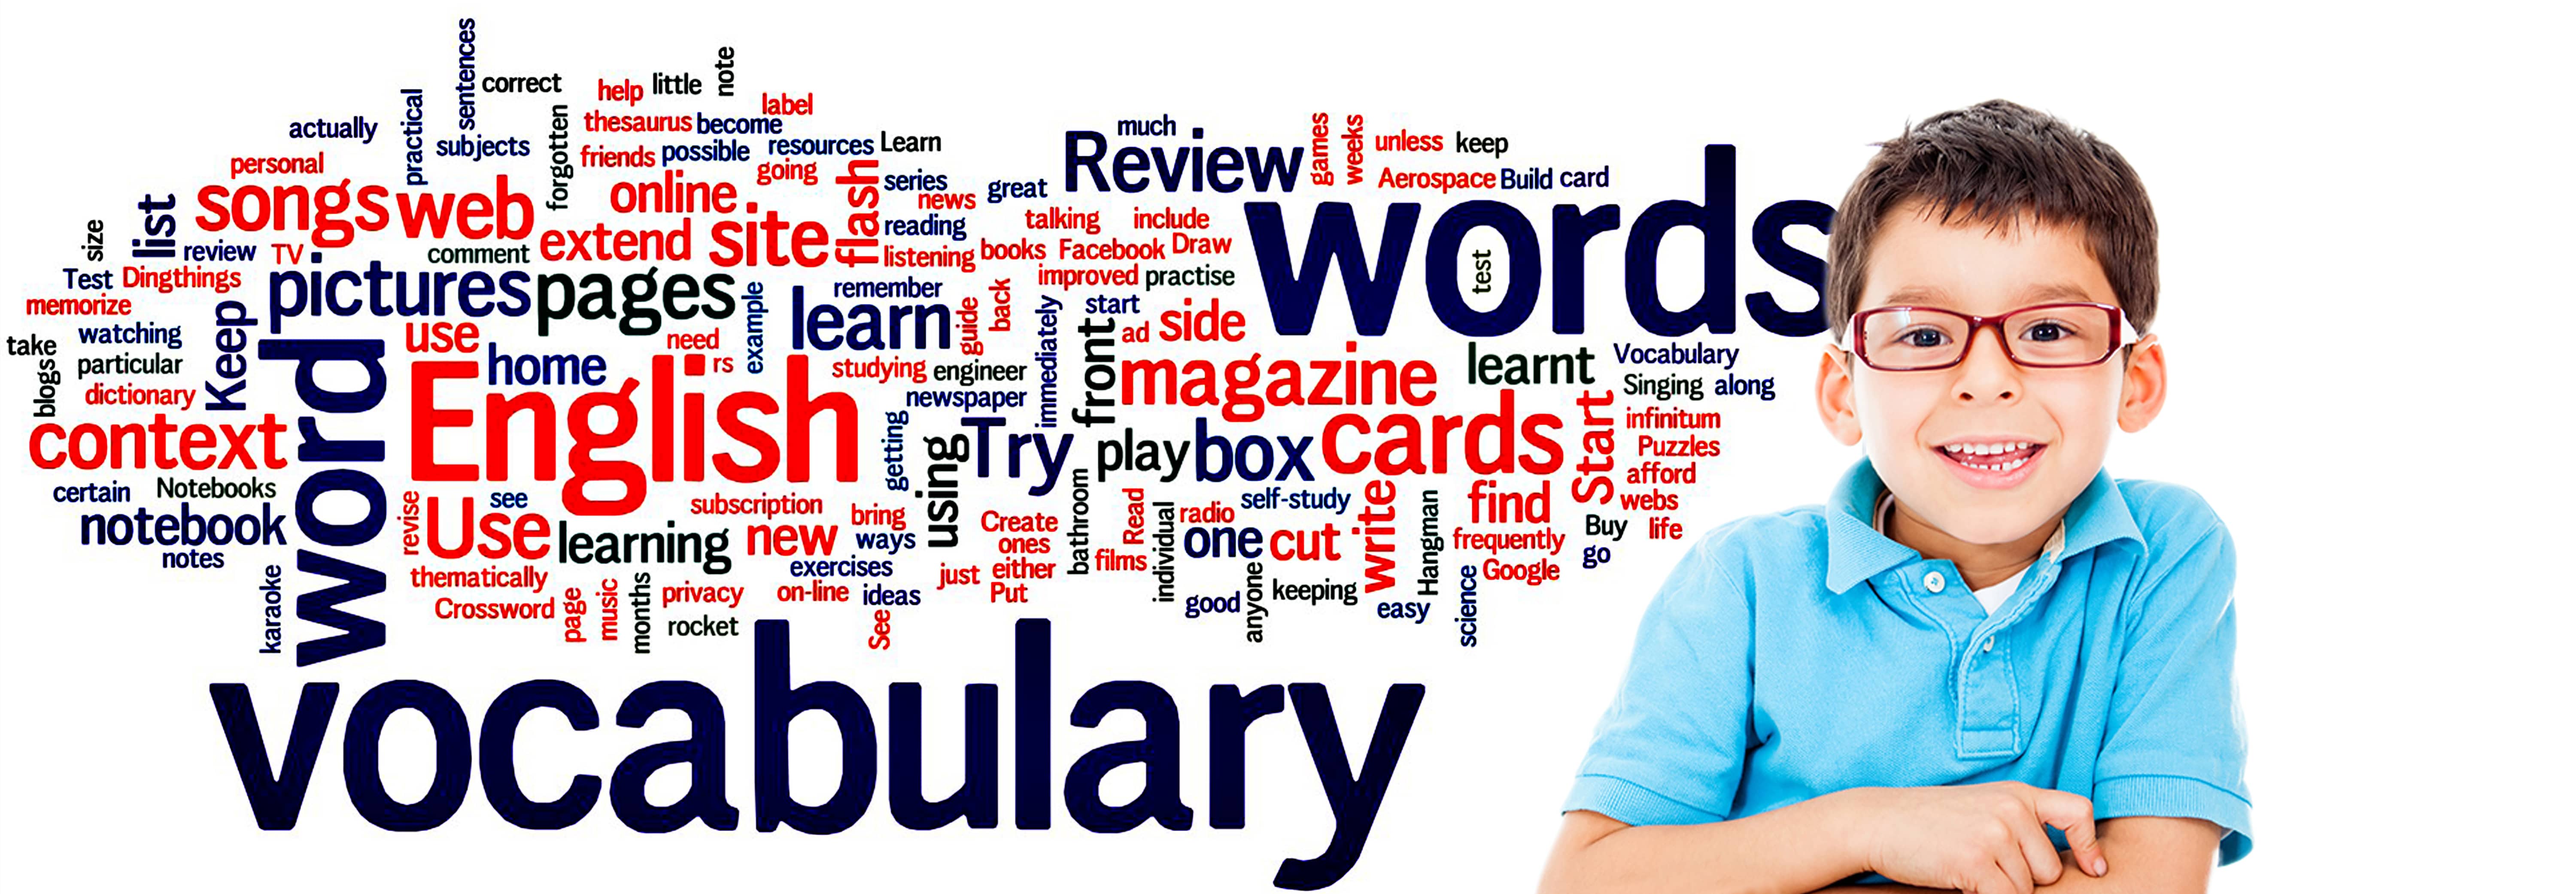 sentences
correct
help little note
label
actually practical
subjects forgotten thesaurus become
friends possible resources Learn
much
Review games weeks unless keep
personal
going
Aerospace Build card
list songs web online flash series
news great
size
extend site reading
talking include
words
review TV comment
listening books Facebook Draw
test
Test Dingthings
pictures pages
improved practise
memorize
Keep
example remember
learn guide back
immediately start
ad side
take watching
use
need
blogs particular
word
home
rs
studying engineer
front
magazine learnt Vocabulary
dictionary
English
newspaper
Singing along
context
getting using Try play box cards Start infinitum
Puzzles
afford
certain Notebooks
revise Use see
subscription
bathroom Read individual radio self-study
write Hangman find webs
notebook
learning new bring
ways
Create
ones
one cut
frequently Buy life
notes
exercises
films
go
karaoke
thematically
just either
anyone keeping
science Google
Crossword page music months privacy
on-line ideas Put
good
easy
rocket
See
vocabulary